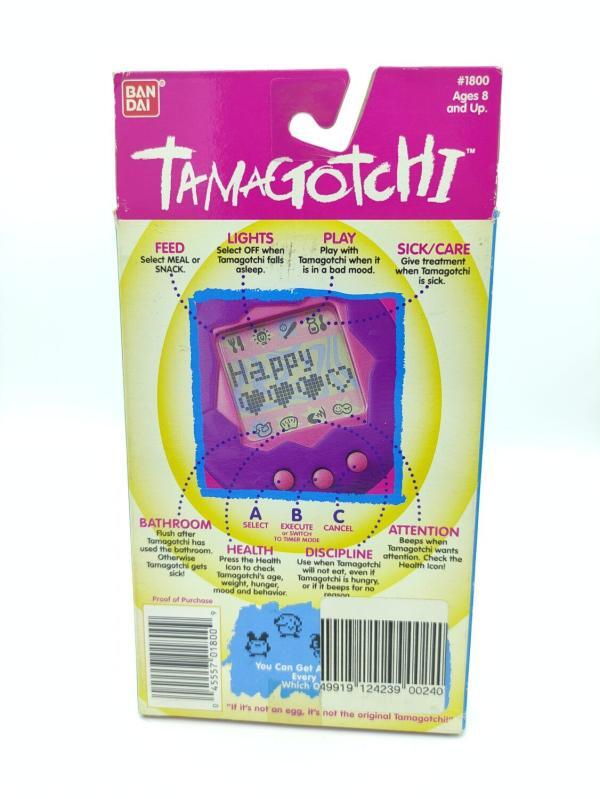 BAN
DAI
#1800
Ages 8
and Up.
TAMAGOTCHI™
FEED
Select MEAL or
SNACK.
LIGHTS
Select OFF when
Tamagotchi falls
asleep.
PLAY
Play with
Tamagotchi when it
is in a bad mood.
SICK/CARE
Give treatment
when Tamagotchi
is sick.
Happy
A
SELECT
B
EXECUTE
or SWITCH
TO TIMER MODE
C
CANCEL
BATHROOM
Flush after
Tamagotchi has
used the bathroom.
Otherwise
Tamagotchi gets
sick!
HEALTH
Press the Health
Icon to check
Tamagotchi's age,
weight, hunger,
mood and behavior.
DISCIPLINE
Use when Tamagotchi
will not eat, even if
Tamagotchi is hungry,
or if it beeps for no
reason.
ATTENTION
Beeps when
Tamagotchi wants
attention. Check the
Health Icon!
Proof of Purchase
0 45557 01800 9
You Can Get
Every
Which
49919 124239 00240
"If it's not an egg, it's not the original Tamagotchi!"